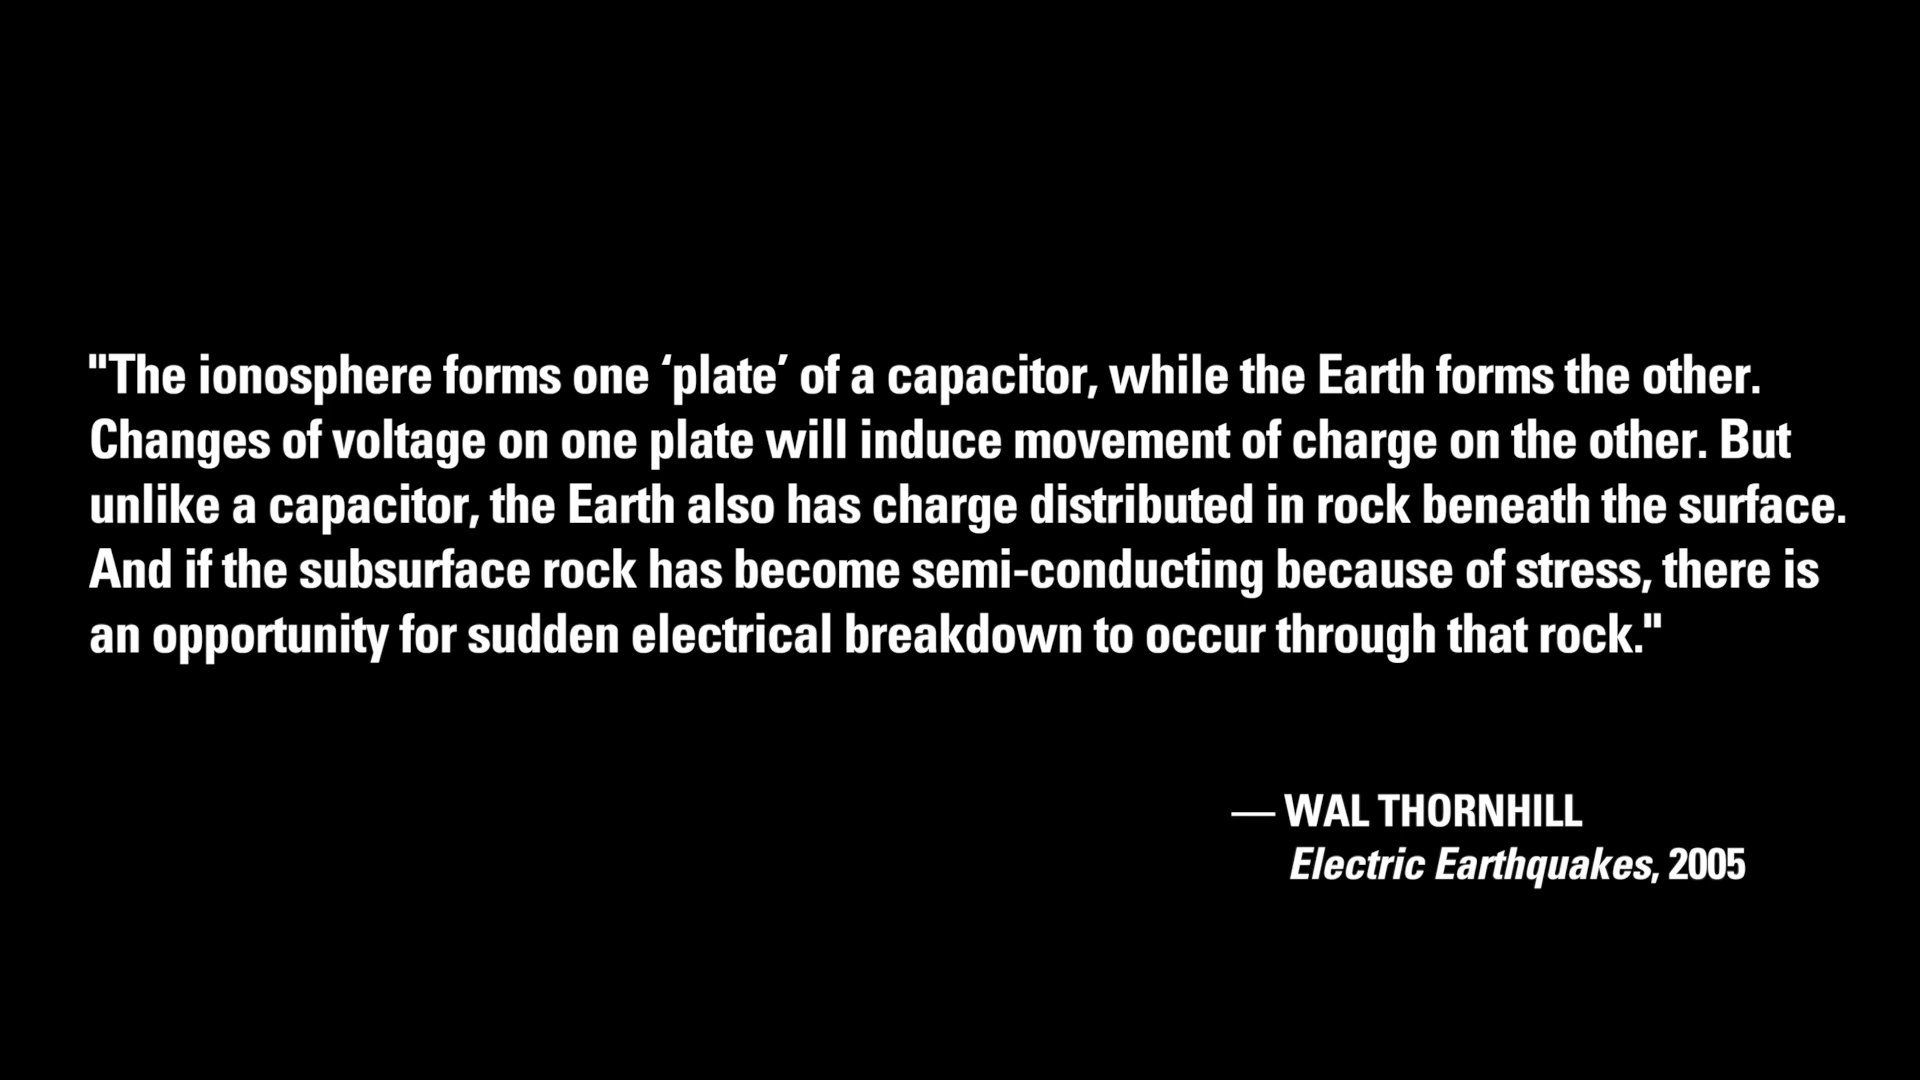 "The ionosphere forms one ‘plate’ of a capacitor, while the Earth forms the other.
Changes of voltage on one plate will induce movement of charge on the other. But
unlike a capacitor, the Earth also has charge distributed in rock beneath the surface.
And if the subsurface rock has become semi-conducting because of stress, there is
an opportunity for sudden electrical breakdown to occur through that rock."
— WAL THORNHILL
Electric Earthquakes, 2005